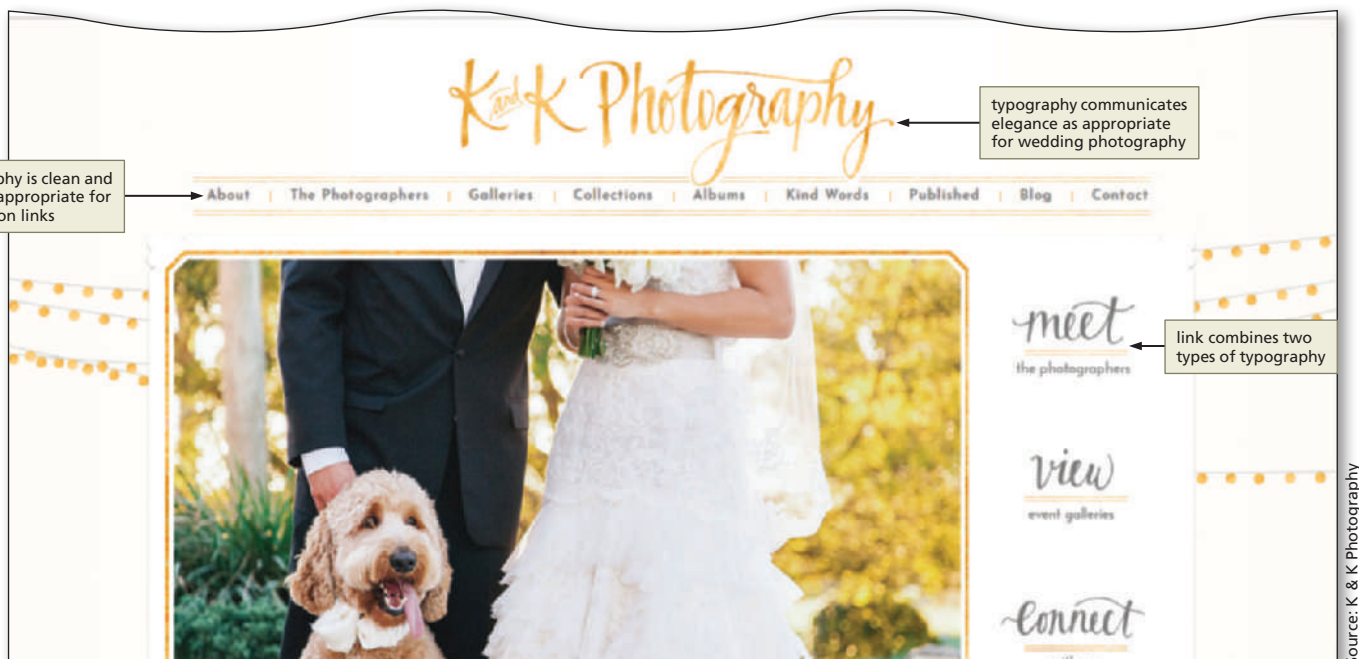 K and K Photography
typography communicates
elegance as appropriate
for wedding photography
phy is clean and
appropriate for
on links
About | The Photographers | Galleries | Collections | Albums | Kind Words | Published | Blog | Contact
meet
the photographers
link combines two
types of typography
view
event galleries
connect
ource: K & K Photography